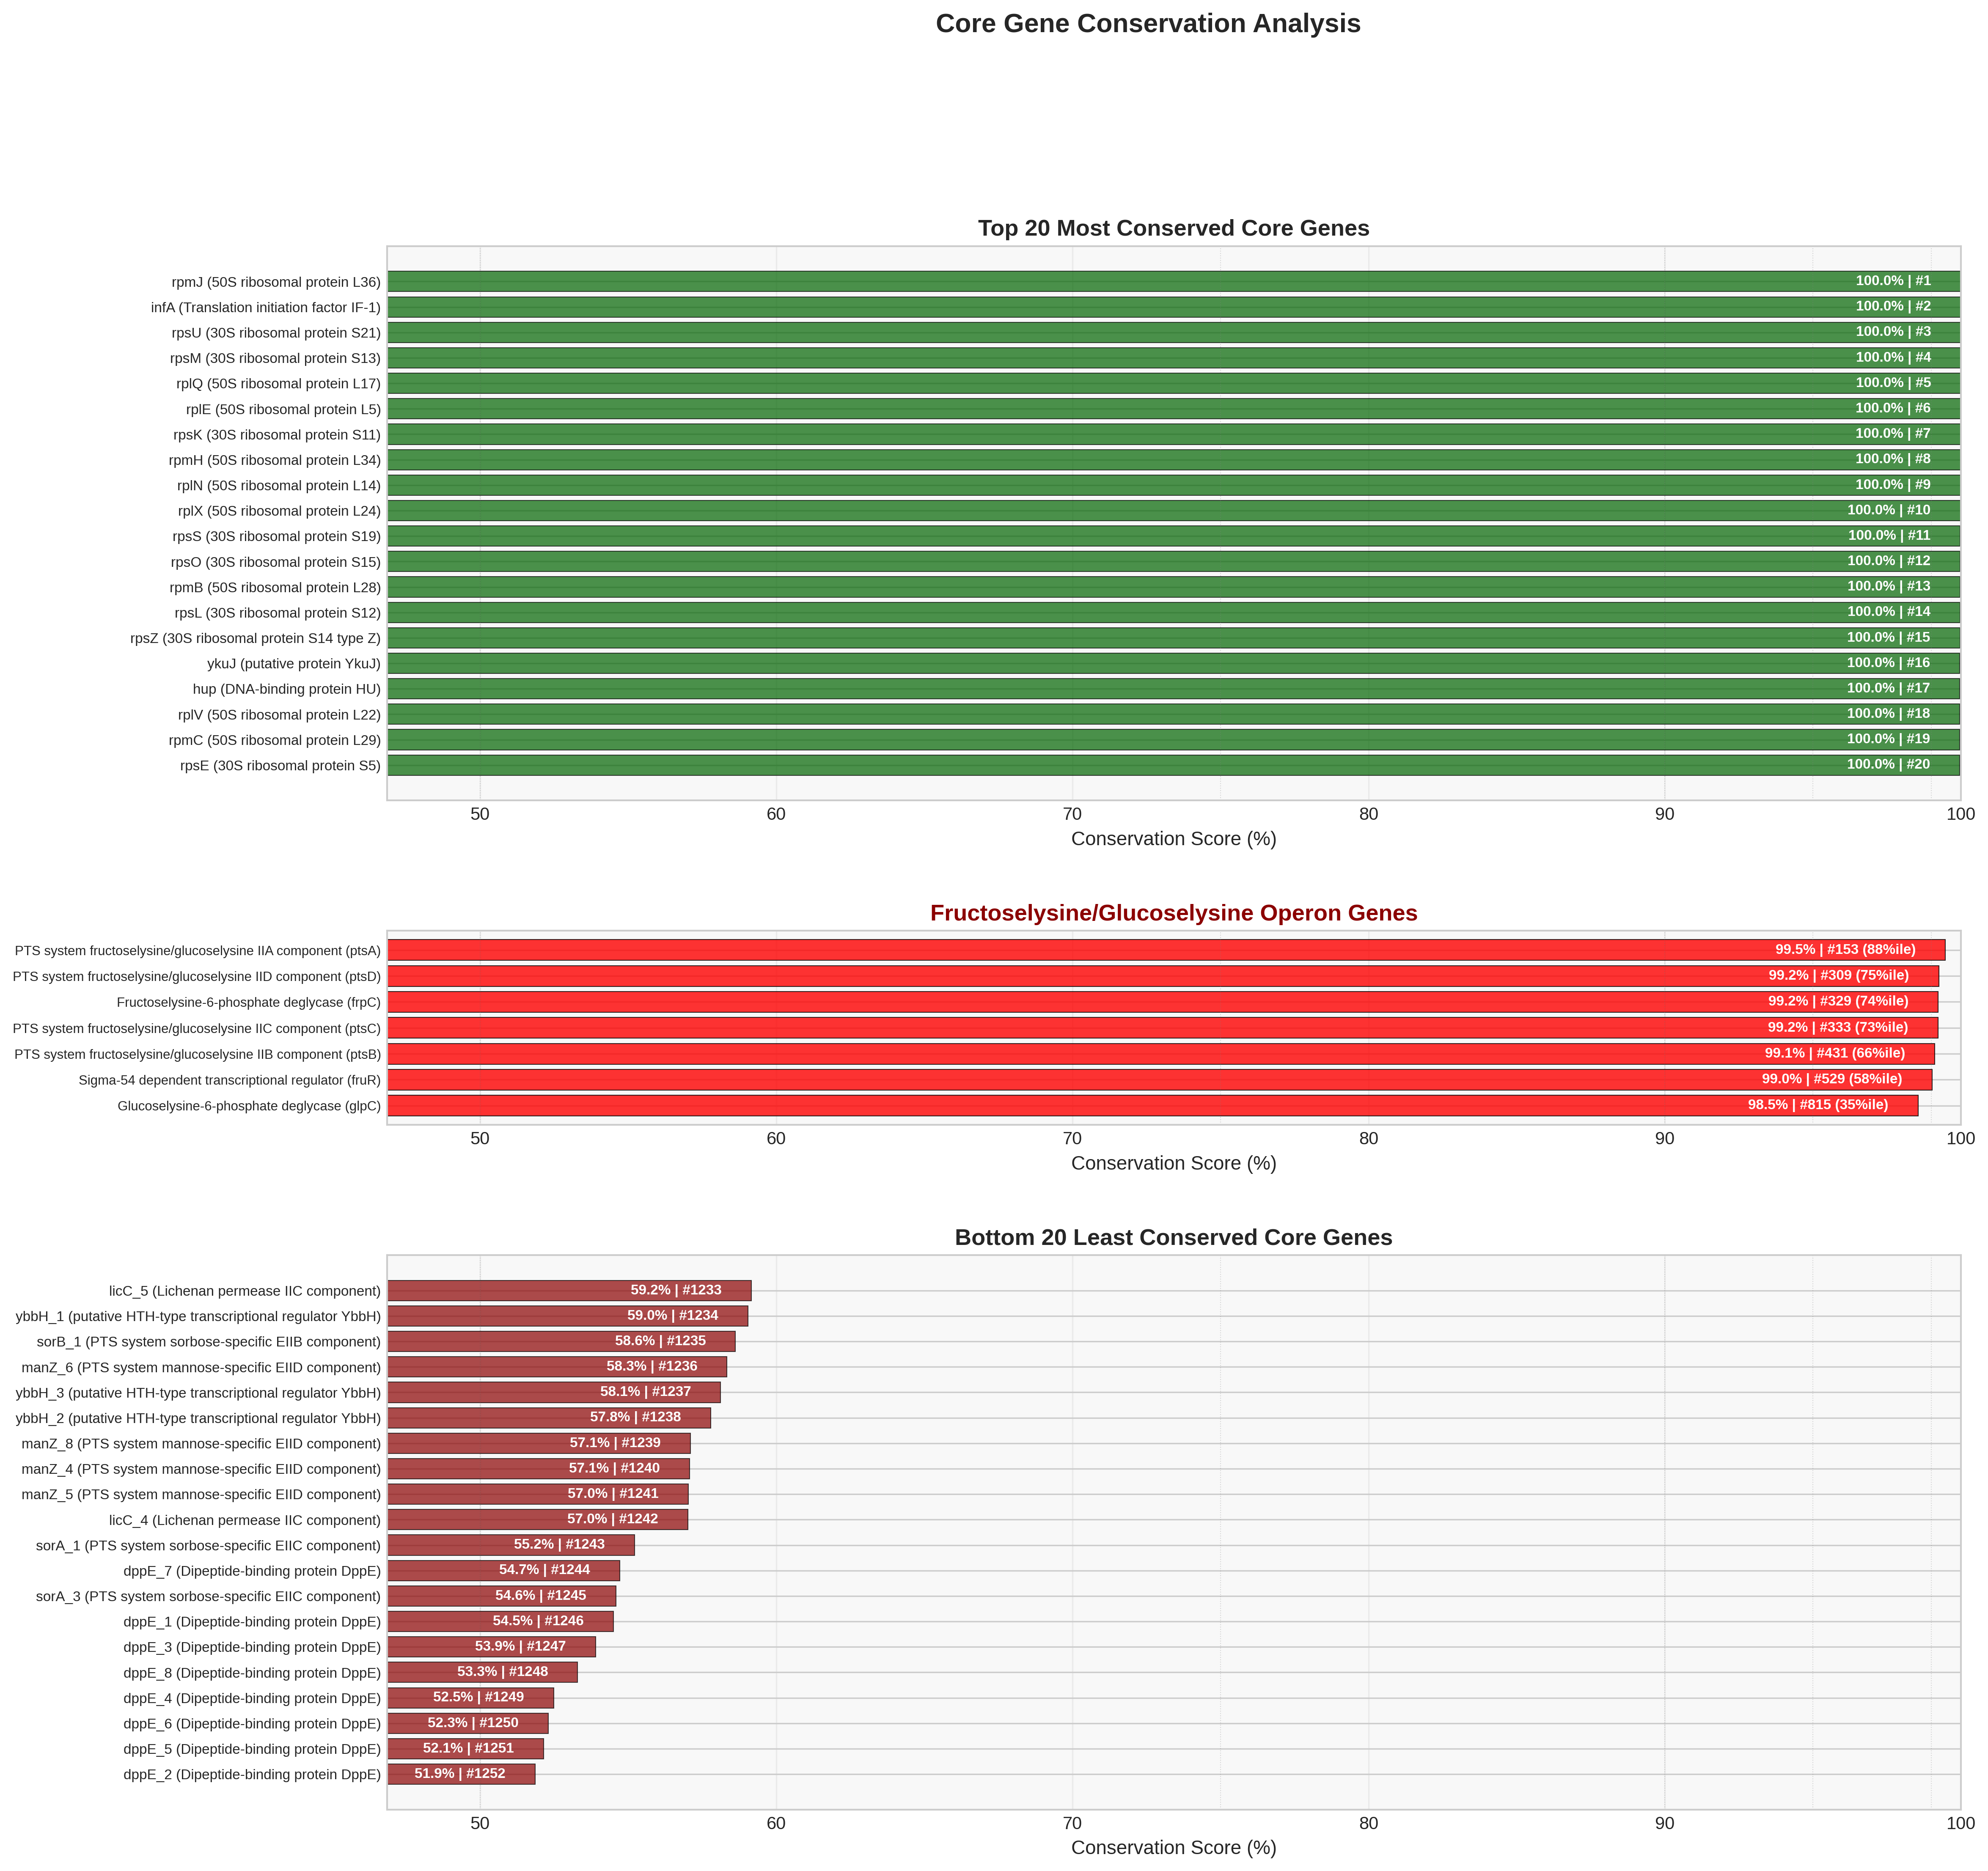 Core Gene Conservation Analysis
Top 20 Most Conserved Core Genes
rpmJ (50S ribosomal protein L36) 100.0% | #1
infA (Translation initiation factor IF-1) 100.0% | #2
rpsU (30S ribosomal protein S21) 100.0% | #3
rpsM (30S ribosomal protein S13) 100.0% | #4
rplQ (50S ribosomal protein L17) 100.0% | #5
rplE (50S ribosomal protein L5) 100.0% | #6
rpsK (30S ribosomal protein S11) 100.0% | #7
rpmH (50S ribosomal protein L34) 100.0% | #8
rplN (50S ribosomal protein L14) 100.0% | #9
rplX (50S ribosomal protein L24) 100.0% | #10
rpsS (30S ribosomal protein S19) 100.0% | #11
rpsO (30S ribosomal protein S15) 100.0% | #12
rpmB (50S ribosomal protein L28) 100.0% | #13
rpsL (30S ribosomal protein S12) 100.0% | #14
rpsZ (30S ribosomal protein S14 type Z) 100.0% | #15
ykuJ (putative protein YkuJ) 100.0% | #16
hup (DNA-binding protein HU) 100.0% | #17
rplV (50S ribosomal protein L22) 100.0% | #18
rpmC (50S ribosomal protein L29) 100.0% | #19
rpsE (30S ribosomal protein S5) 100.0% | #20
50 60 70 80 90 100
Conservation Score (%)
Fructoselysine/Glucoselysine Operon Genes
PTS system fructoselysine/glucoselysine IIA component (ptsA) 99.5% | #153 (88%ile)
PTS system fructoselysine/glucoselysine IID component (ptsD) 99.2% | #309 (75%ile)
Fructoselysine-6-phosphate deglycase (frpC) 99.2% | #329 (74%ile)
PTS system fructoselysine/glucoselysine IIC component (ptsC) 99.2% | #333 (73%ile)
PTS system fructoselysine/glucoselysine IIB component (ptsB) 99.1% | #431 (66%ile)
Sigma-54 dependent transcriptional regulator (fruR) 99.0% | #529 (58%ile)
Glucoselysine-6-phosphate deglycase (glpC) 98.5% | #815 (35%ile)
50 60 70 80 90 100
Conservation Score (%)
Bottom 20 Least Conserved Core Genes
licC_5 (Lichenan permease IIC component) 59.2% | #1233
ybbH_1 (putative HTH-type transcriptional regulator YbbH) 59.0% | #1234
sorB_1 (PTS system sorbose-specific EIIB component) 58.6% | #1235
manZ_6 (PTS system mannose-specific EIID component) 58.3% | #1236
ybbH_3 (putative HTH-type transcriptional regulator YbbH) 58.1% | #1237
ybbH_2 (putative HTH-type transcriptional regulator YbbH) 57.8% | #1238
manZ_8 (PTS system mannose-specific EIID component) 57.1% | #1239
manZ_4 (PTS system mannose-specific EIID component) 57.1% | #1240
manZ_5 (PTS system mannose-specific EIID component) 57.0% | #1241
licC_4 (Lichenan permease IIC component) 57.0% | #1242
sorA_1 (PTS system sorbose-specific EIIC component) 55.2% | #1243
dppE_7 (Dipeptide-binding protein DppE) 54.7% | #1244
sorA_3 (PTS system sorbose-specific EIIC component) 54.6% | #1245
dppE_1 (Dipeptide-binding protein DppE) 54.5% | #1246
dppE_3 (Dipeptide-binding protein DppE) 53.9% | #1247
dppE_8 (Dipeptide-binding protein DppE) 53.3% | #1248
dppE_4 (Dipeptide-binding protein DppE) 52.5% | #1249
dppE_6 (Dipeptide-binding protein DppE) 52.3% | #1250
dppE_5 (Dipeptide-binding protein DppE) 52.1% | #1251
dppE_2 (Dipeptide-binding protein DppE) 51.9% | #1252
50 60 70 80 90 100
Conservation Score (%)